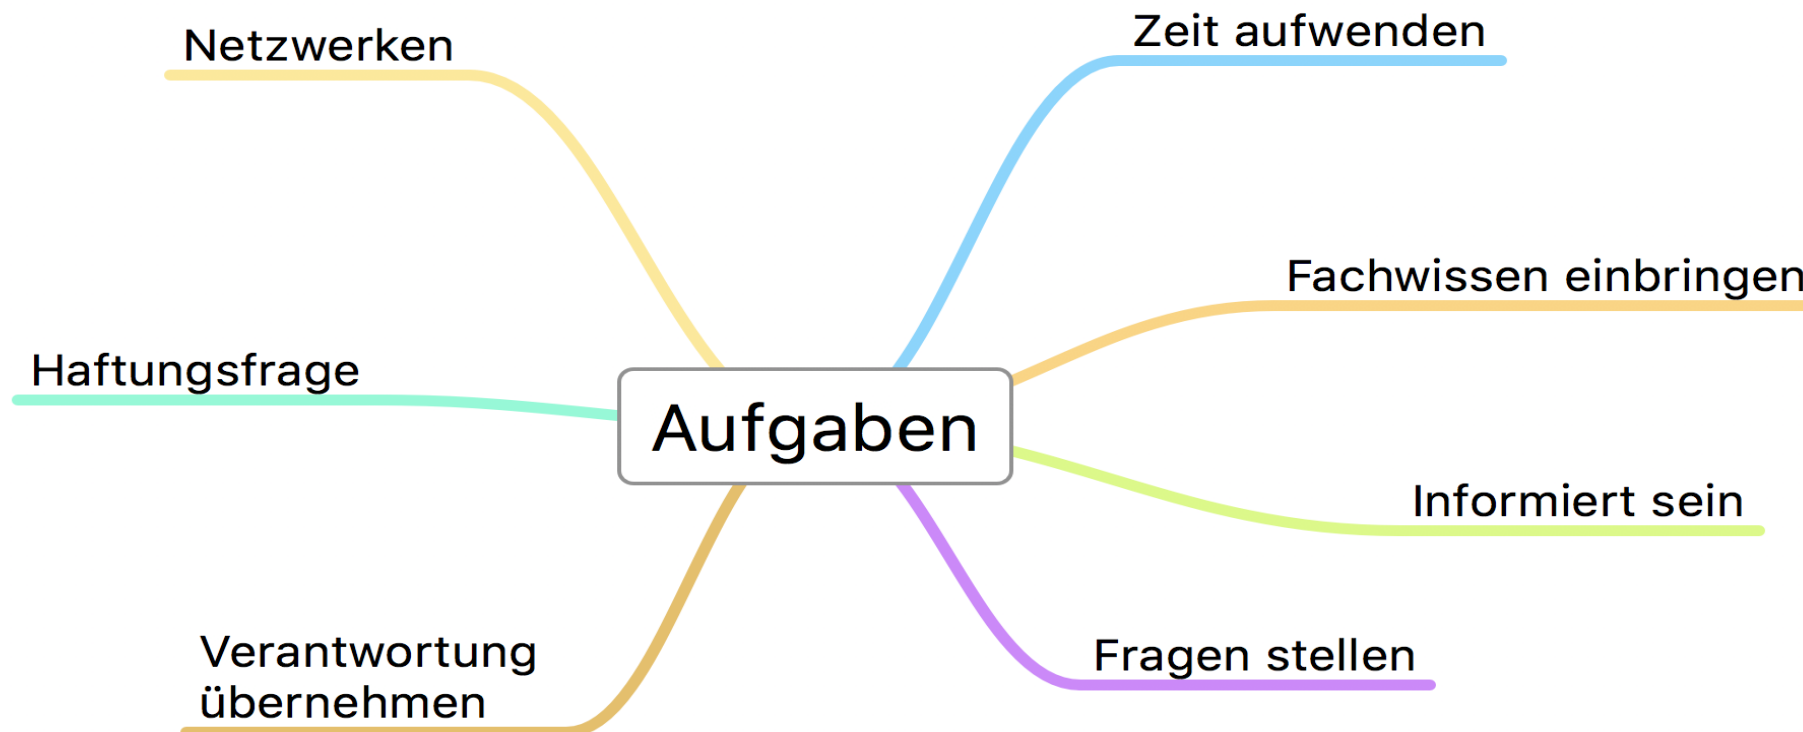 Netzwerken
Zeit aufwenden
Fachwissen einbringen
Haftungsfrage
Aufgaben
Informiert sein
Verantwortung
übernehmen
Fragen stellen